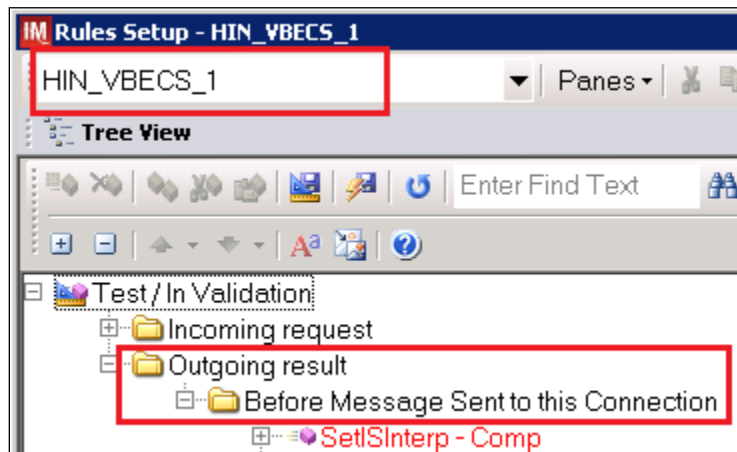 IM Rules Setup - HIN_VBECS_1
HIN_VBECS_1 Panes
Tree View
Enter Find Text
Aa
Test / In Validation
Incoming request
Outgoing result
Before Message Sent to this Connection
SetISInterp - Comp